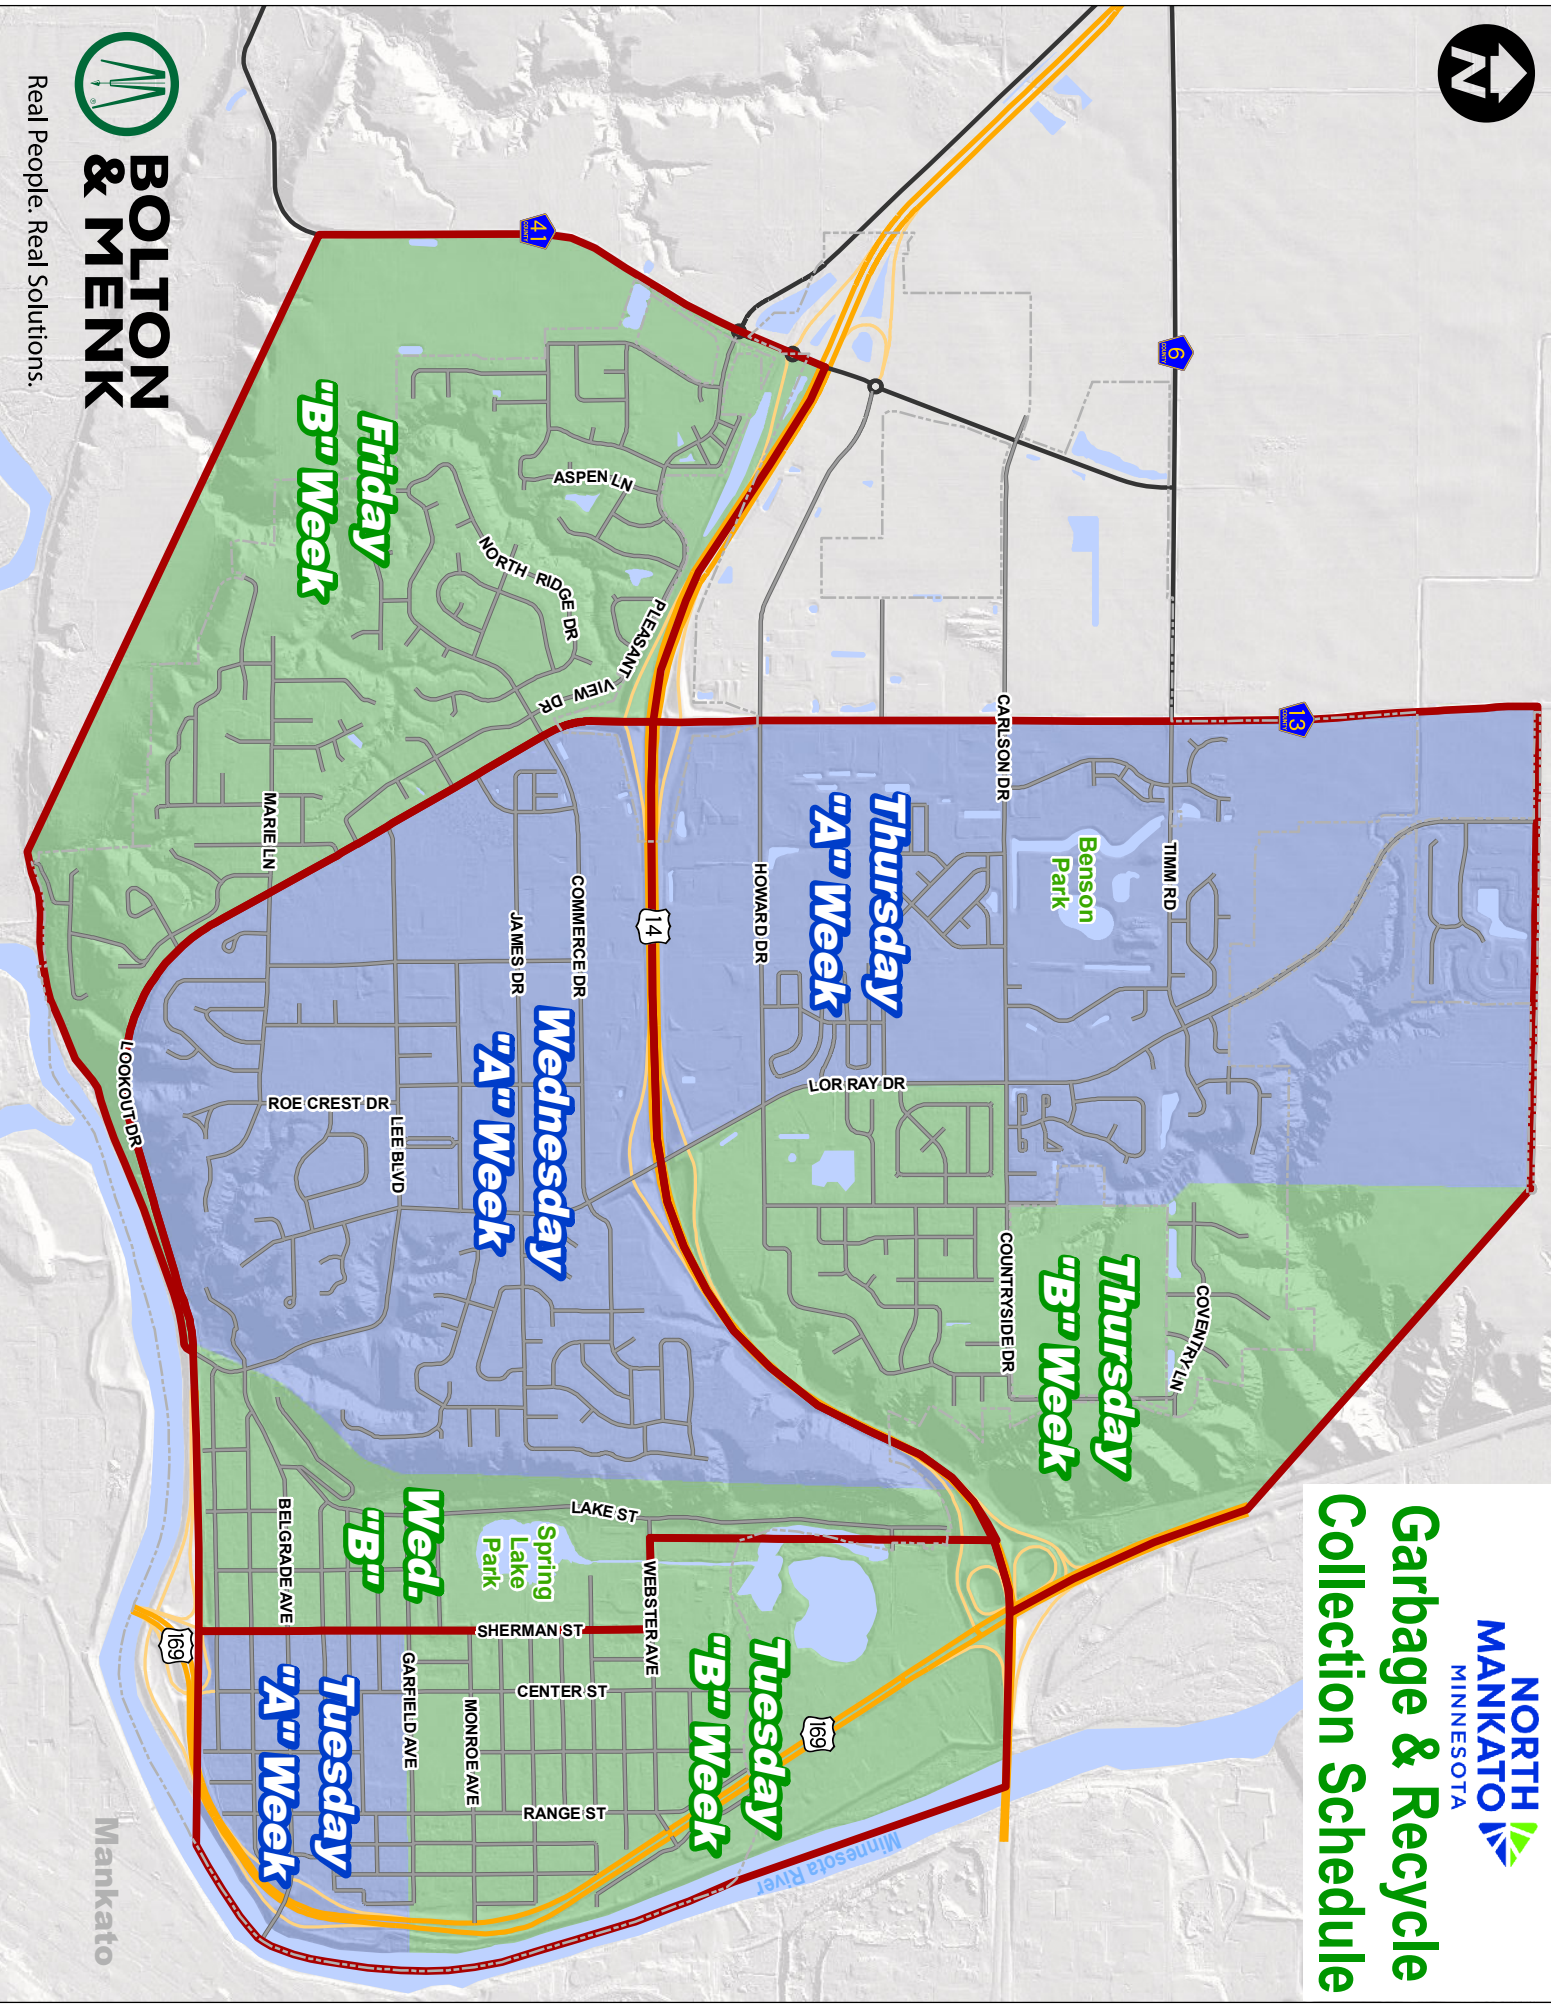 NORTH
MANKATO
MINNESOTA
Garbage & Recycle
Collection Schedule
N
6
COUNTY
13
COUNTY
41
COUNTY
14
169
169
TIMM RD
Benson
Park
CARLSON DR
HOWARD DR
LOR RAY DR
COUNTRYSIDE DR
COVENTRY LN
Thursday
"A" Week
Thursday
"B" Week
ASPEN LN
NORTH RIDGE DR
PLEASANT VIEW DR
Friday
"B" Week
MARIE LN
COMMERCE DR
JAMES DR
Wednesday
"A" Week
ROE CREST DR
LEE BLVD
LOOKOUT DR
LAKE ST
Spring
Lake
Park
Wed.
"B"
BELGRADE AVE
WEBSTER AVE
SHERMAN ST
CENTER ST
GARFIELD AVE
MONROE AVE
RANGE ST
Tuesday
"B" Week
Tuesday
"A" Week
Minnesota River
Mankato
BOLTON
& MENK
®
Real People. Real Solutions.